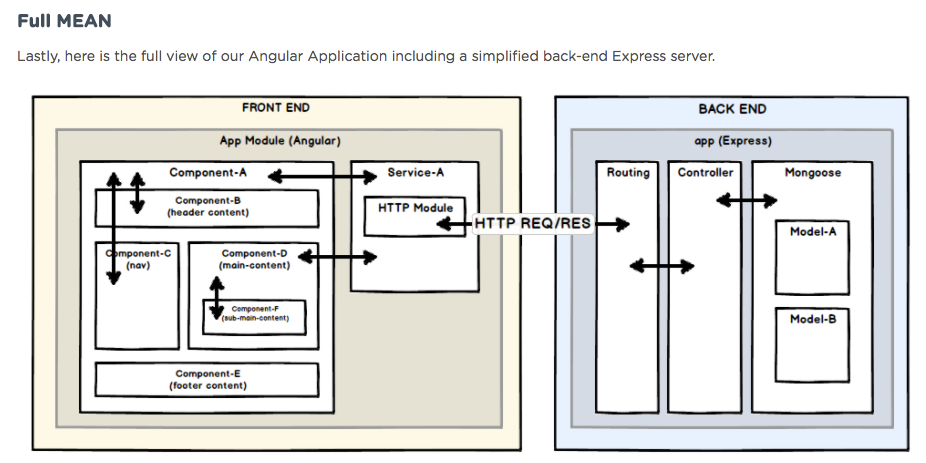 Full MEAN
Lastly, here is the full view of our Angular Application including a simplified back-end Express server.
FRONT END
App Module (Angular)
Component-A
Component-B
(header content)
Component-C
(nav)
Component-D
(main-content)
Component-F
(sub-main-content)
Component-E
(footer content)
Service-A
HTTP Module
HTTP REQ/RES
BACK END
app (Express)
Routing
Controller
Mongoose
Model-A
Model-B